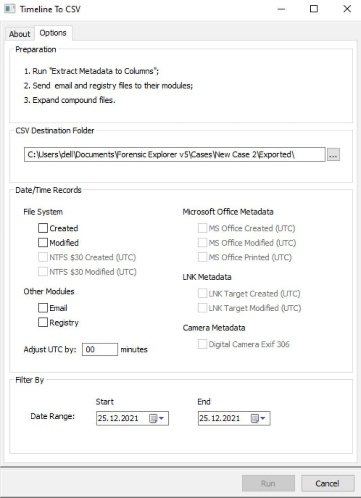 Timeline To CSV
About Options
Preparation
1. Run "Extract Metadata to Columns";
2. Send email and registry files to their modules;
3. Expand compound files.
CSV Destination Folder
C:\Users\dell\Documents\Forensic Explorer v5\Cases\New Case 2\Exported\ ...
Date/Time Records
File System
Created
Modified
NTFS $30 Created (UTC)
NTFS $30 Modified (UTC)
Other Modules
Email
Registry
Adjust UTC by: 00 minutes
Microsoft Office Metadata
MS Office Created (UTC)
MS Office Modified (UTC)
MS Office Printed (UTC)
LNK Metadata
LNK Target Created (UTC)
LNK Target Modified (UTC)
Camera Metadata
Digital Camera Exif 306
Filter By
Start End
Date Range: 25.12.2021 25.12.2021
Run Cancel